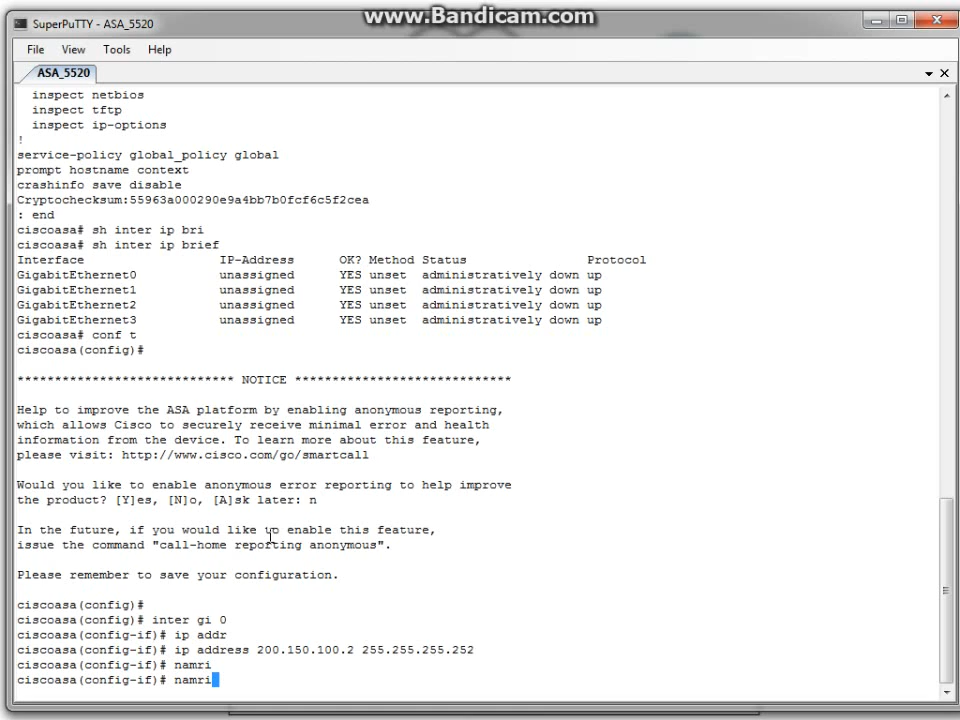 www.Bandicam.com
SuperPuTTY - ASA_5520
File View Tools Help
ASA_5520
inspect netbios
inspect tftp
inspect ip-options
!
service-policy global_policy global
prompt hostname context
crashinfo save disable
Cryptochecksum:55963a000290e9a4bb7b0fcf6c5f2cea
: end
ciscoasa# sh inter ip bri
ciscoasa# sh inter ip brief
Interface IP-Address OK? Method Status Protocol
GigabitEthernet0 unassigned YES unset administratively down up
GigabitEthernet1 unassigned YES unset administratively down up
GigabitEthernet2 unassigned YES unset administratively down up
GigabitEthernet3 unassigned YES unset administratively down up
ciscoasa# conf t
ciscoasa(config)#
***************************** NOTICE *****************************
Help to improve the ASA platform by enabling anonymous reporting,
which allows Cisco to securely receive minimal error and health
information from the device. To learn more about this feature,
please visit: http://www.cisco.com/go/smartcall
Would you like to enable anonymous error reporting to help improve
the product? [Y]es, [N]o, [A]sk later: n
In the future, if you would like to enable this feature,
issue the command "call-home reporting anonymous".
Please remember to save your configuration.
ciscoasa(config)#
ciscoasa(config)# inter gi 0
ciscoasa(config-if)# ip addr
ciscoasa(config-if)# ip address 200.150.100.2 255.255.255.252
ciscoasa(config-if)# namri
ciscoasa(config-if)# namri